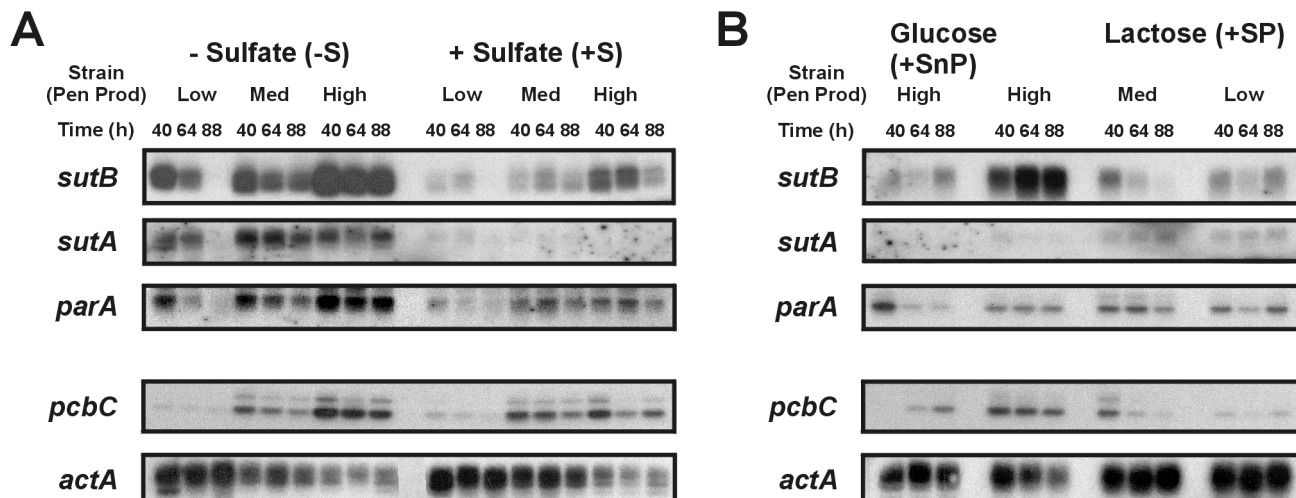 A
- Sulfate (-S) + Sulfate (+S)
Strain
(Pen Prod)
Low Med High Low Med High
Time (h) 40 64 88 40 64 88 40 64 88 40 64 88 40 64 88 40 64 88
sutB
sutA
parA
pcbC
actA
B
Glucose
(+SnP)
Lactose (+SP)
Strain
(Pen Prod)
High High Med Low
Time (h) 40 64 88 40 64 88 40 64 88 40 64 88
sutB
sutA
parA
pcbC
actA